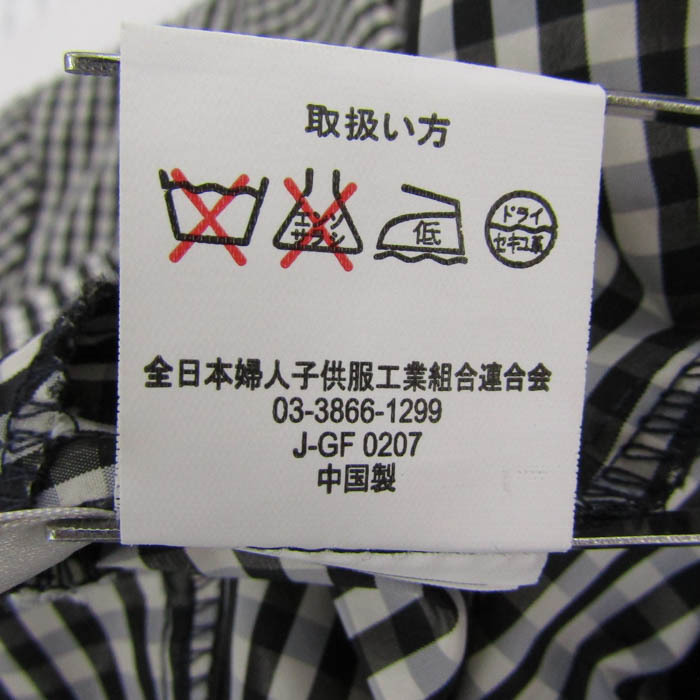 取扱い方
エンソ
サラシ
低
ドライ
セキユ系
全日本婦人子供服工業組合連合会
03-3866-1299
J-GF 0207
中国製